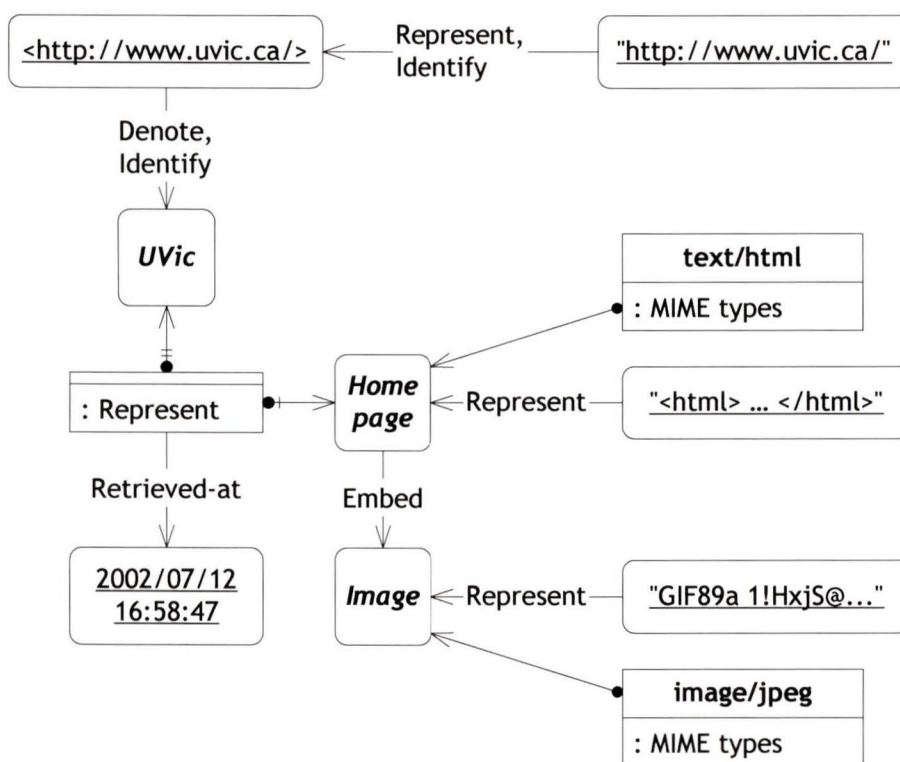 <http://www.uvic.ca/>
Represent,
Identify
"http://www.uvic.ca/"
Denote,
Identify
UVic
text/html
: MIME types
: Represent
Home
page
Represent
"<html> ... </html>"
Retrieved-at
Embed
2002/07/12
16:58:47
Image
Represent
"GIF89a 1!HxjS@..."
image/jpeg
: MIME types